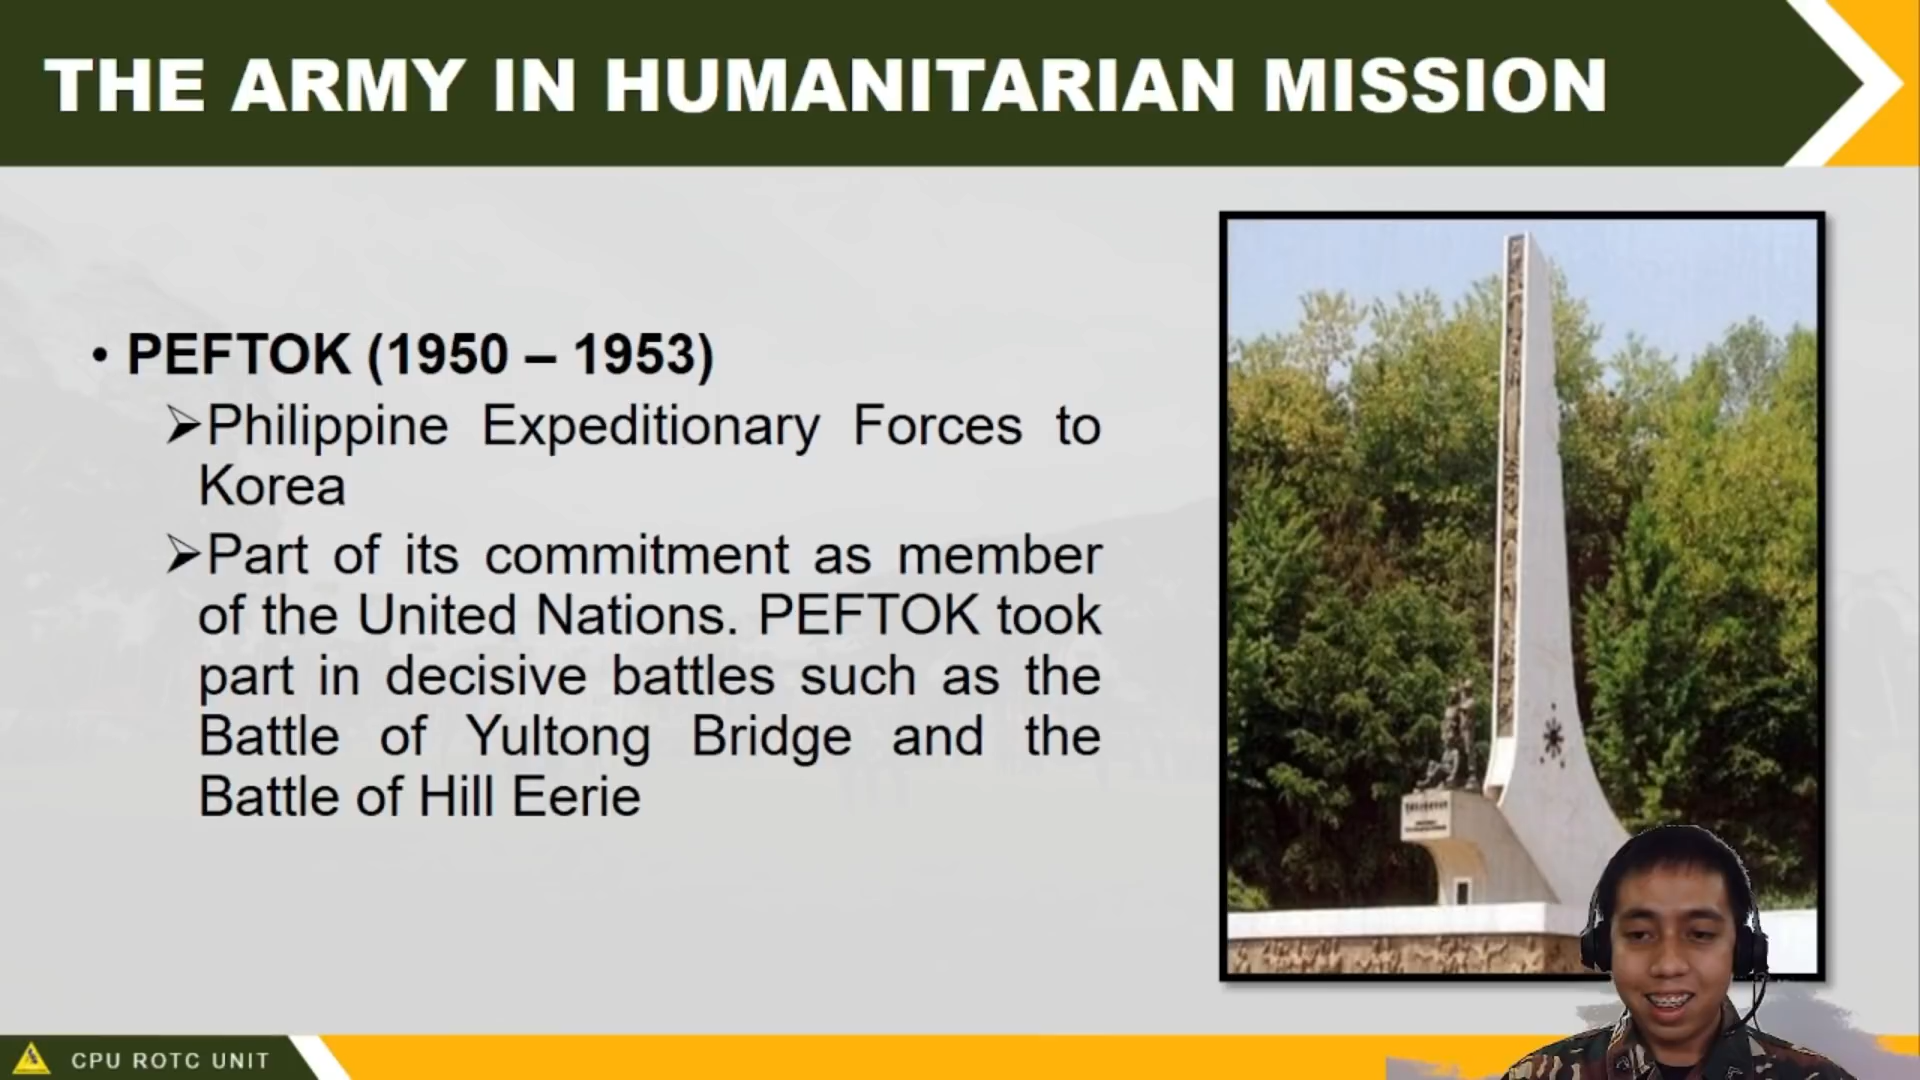 THE ARMY IN HUMANITARIAN MISSION
• PEFTOK (1950 – 1953)
➢Philippine Expeditionary Forces to
Korea
➢Part of its commitment as member
of the United Nations. PEFTOK took
part in decisive battles such as the
Battle of Yultong Bridge and the
Battle of Hill Eerie
CPU ROTC UNIT